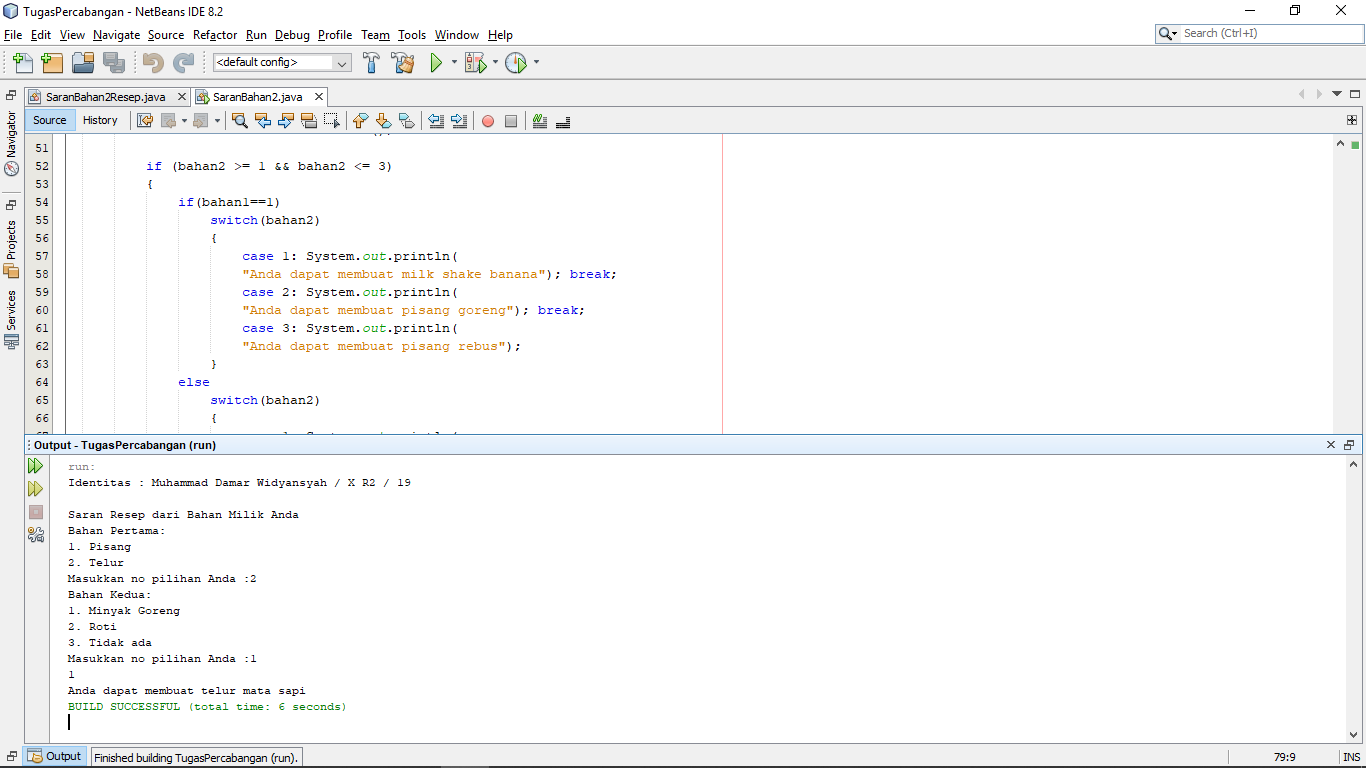 TugasPercabangan - NetBeans IDE 8.2
File Edit View Navigate Source Refactor Run Debug Profile Team Tools Window Help
Search (Ctrl+I)
<default config>
SaranBahan2Resep.java
SaranBahan2.java
Source History
Navigator
Projects
Services
51
52 if (bahan2 >= 1 && bahan2 <= 3)
53 {
54 if(bahan1==1)
55 switch(bahan2)
56 {
57 case 1: System.out.println(
58 "Anda dapat membuat milk shake banana"); break;
59 case 2: System.out.println(
60 "Anda dapat membuat pisang goreng"); break;
61 case 3: System.out.println(
62 "Anda dapat membuat pisang rebus");
63 }
64 else
65 switch(bahan2)
66 {
Output - TugasPercabangan (run)
run:
Identitas : Muhammad Damar Widyansyah / X R2 / 19
Saran Resep dari Bahan Milik Anda
Bahan Pertama:
1. Pisang
2. Telur
Masukkan no pilihan Anda :2
Bahan Kedua:
1. Minyak Goreng
2. Roti
3. Tidak ada
Masukkan no pilihan Anda :1
1
Anda dapat membuat telur mata sapi
BUILD SUCCESSFUL (total time: 6 seconds)
Output
Finished building TugasPercabangan (run).
79:9
INS